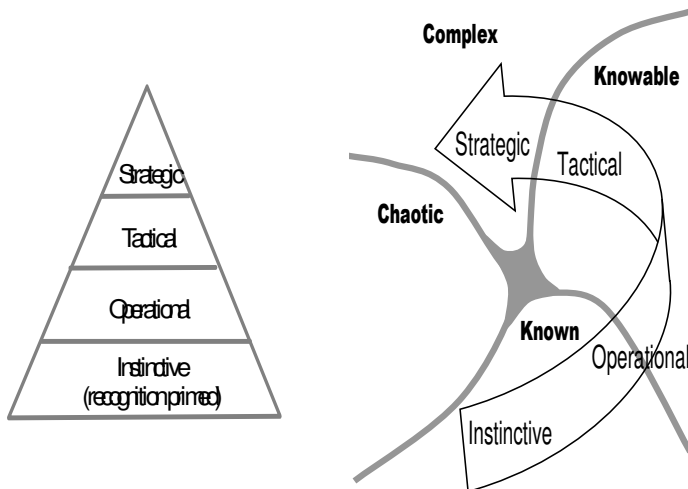 Strategic
Tactical
Operational
Instinctive
(recognition primed)
Complex
Knowable
Strategic
Tactical
Chaotic
Known
Operational
Instinctive